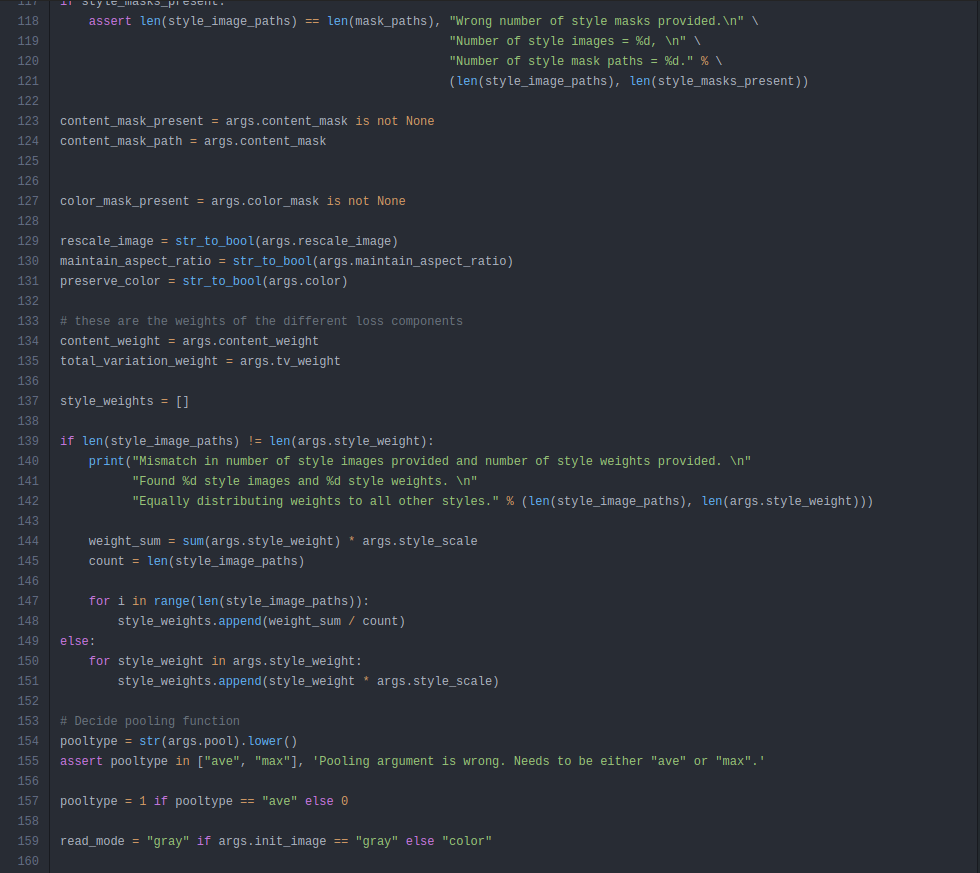 117 if style_masks_present:
118     assert len(style_image_paths) == len(mask_paths), "Wrong number of style masks provided.\n" \
119                                                       "Number of style images = %d, \n" \
120                                                       "Number of style mask paths = %d." % \
121                                                       (len(style_image_paths), len(style_masks_present))
122
123 content_mask_present = args.content_mask is not None
124 content_mask_path = args.content_mask
125
126
127 color_mask_present = args.color_mask is not None
128
129 rescale_image = str_to_bool(args.rescale_image)
130 maintain_aspect_ratio = str_to_bool(args.maintain_aspect_ratio)
131 preserve_color = str_to_bool(args.color)
132
133 # these are the weights of the different loss components
134 content_weight = args.content_weight
135 total_variation_weight = args.tv_weight
136
137 style_weights = []
138
139 if len(style_image_paths) != len(args.style_weight):
140     print("Mismatch in number of style images provided and number of style weights provided. \n"
141           "Found %d style images and %d style weights. \n"
142           "Equally distributing weights to all other styles." % (len(style_image_paths), len(args.style_weight)))
143
144     weight_sum = sum(args.style_weight) * args.style_scale
145     count = len(style_image_paths)
146
147     for i in range(len(style_image_paths)):
148         style_weights.append(weight_sum / count)
149 else:
150     for style_weight in args.style_weight:
151         style_weights.append(style_weight * args.style_scale)
152
153 # Decide pooling function
154 pooltype = str(args.pool).lower()
155 assert pooltype in ["ave", "max"], 'Pooling argument is wrong. Needs to be either "ave" or "max".'
156
157 pooltype = 1 if pooltype == "ave" else 0
158
159 read_mode = "gray" if args.init_image == "gray" else "color"
160